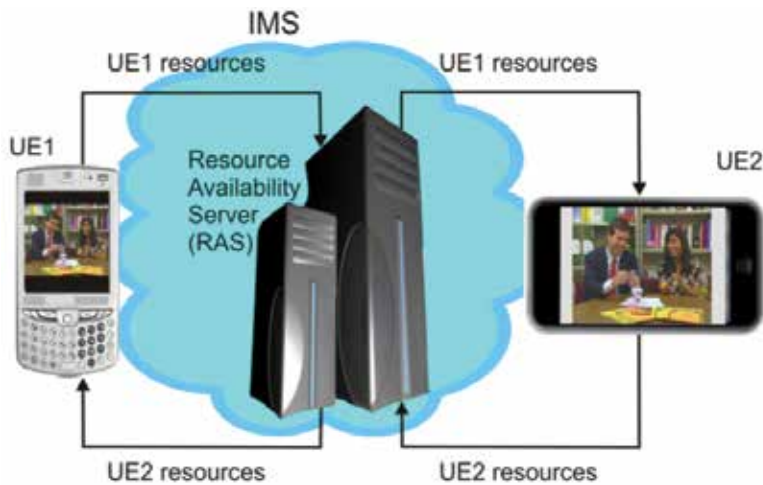 IMS
UE1 resources
UE1 resources
UE1
UE2
Resource
Availability
Server
(RAS)
UE2 resources
UE2 resources